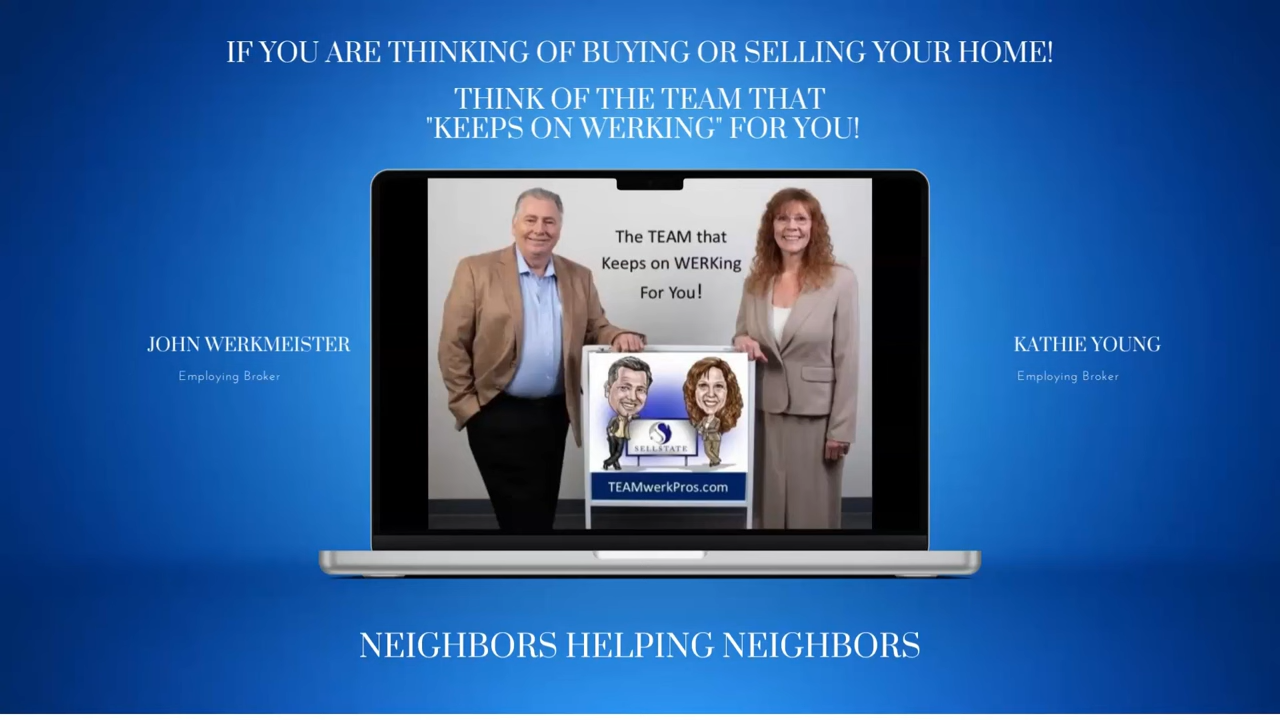 IF YOU ARE THINKING OF BUYING OR SELLING YOUR HOME!
THINK OF THE TEAM THAT
"KEEPS ON WERKING" FOR YOU!
The TEAM that
Keeps on WERKing
For You!
JOHN WERKMEISTER
Employing Broker
KATHIE YOUNG
Employing Broker
SELLSTATE
TEAMwerkPros.com
NEIGHBORS HELPING NEIGHBORS